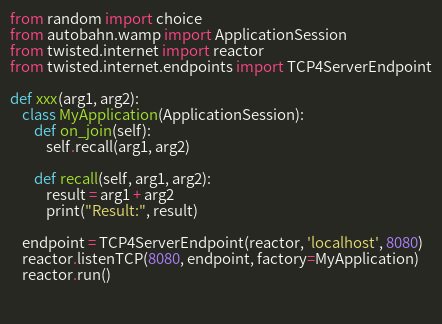 from random import choice
from autobahn.wamp import ApplicationSession
from twisted.internet import reactor
from twisted.internet.endpoints import TCP4ServerEndpoint

def xxx(arg1, arg2):
    class MyApplication(ApplicationSession):
        def on_join(self):
            self.recall(arg1, arg2)

        def recall(self, arg1, arg2):
            result = arg1 + arg2
            print("Result:", result)

    endpoint = TCP4ServerEndpoint(reactor, 'localhost', 8080)
    reactor.listenTCP(8080, endpoint, factory=MyApplication)
    reactor.run()